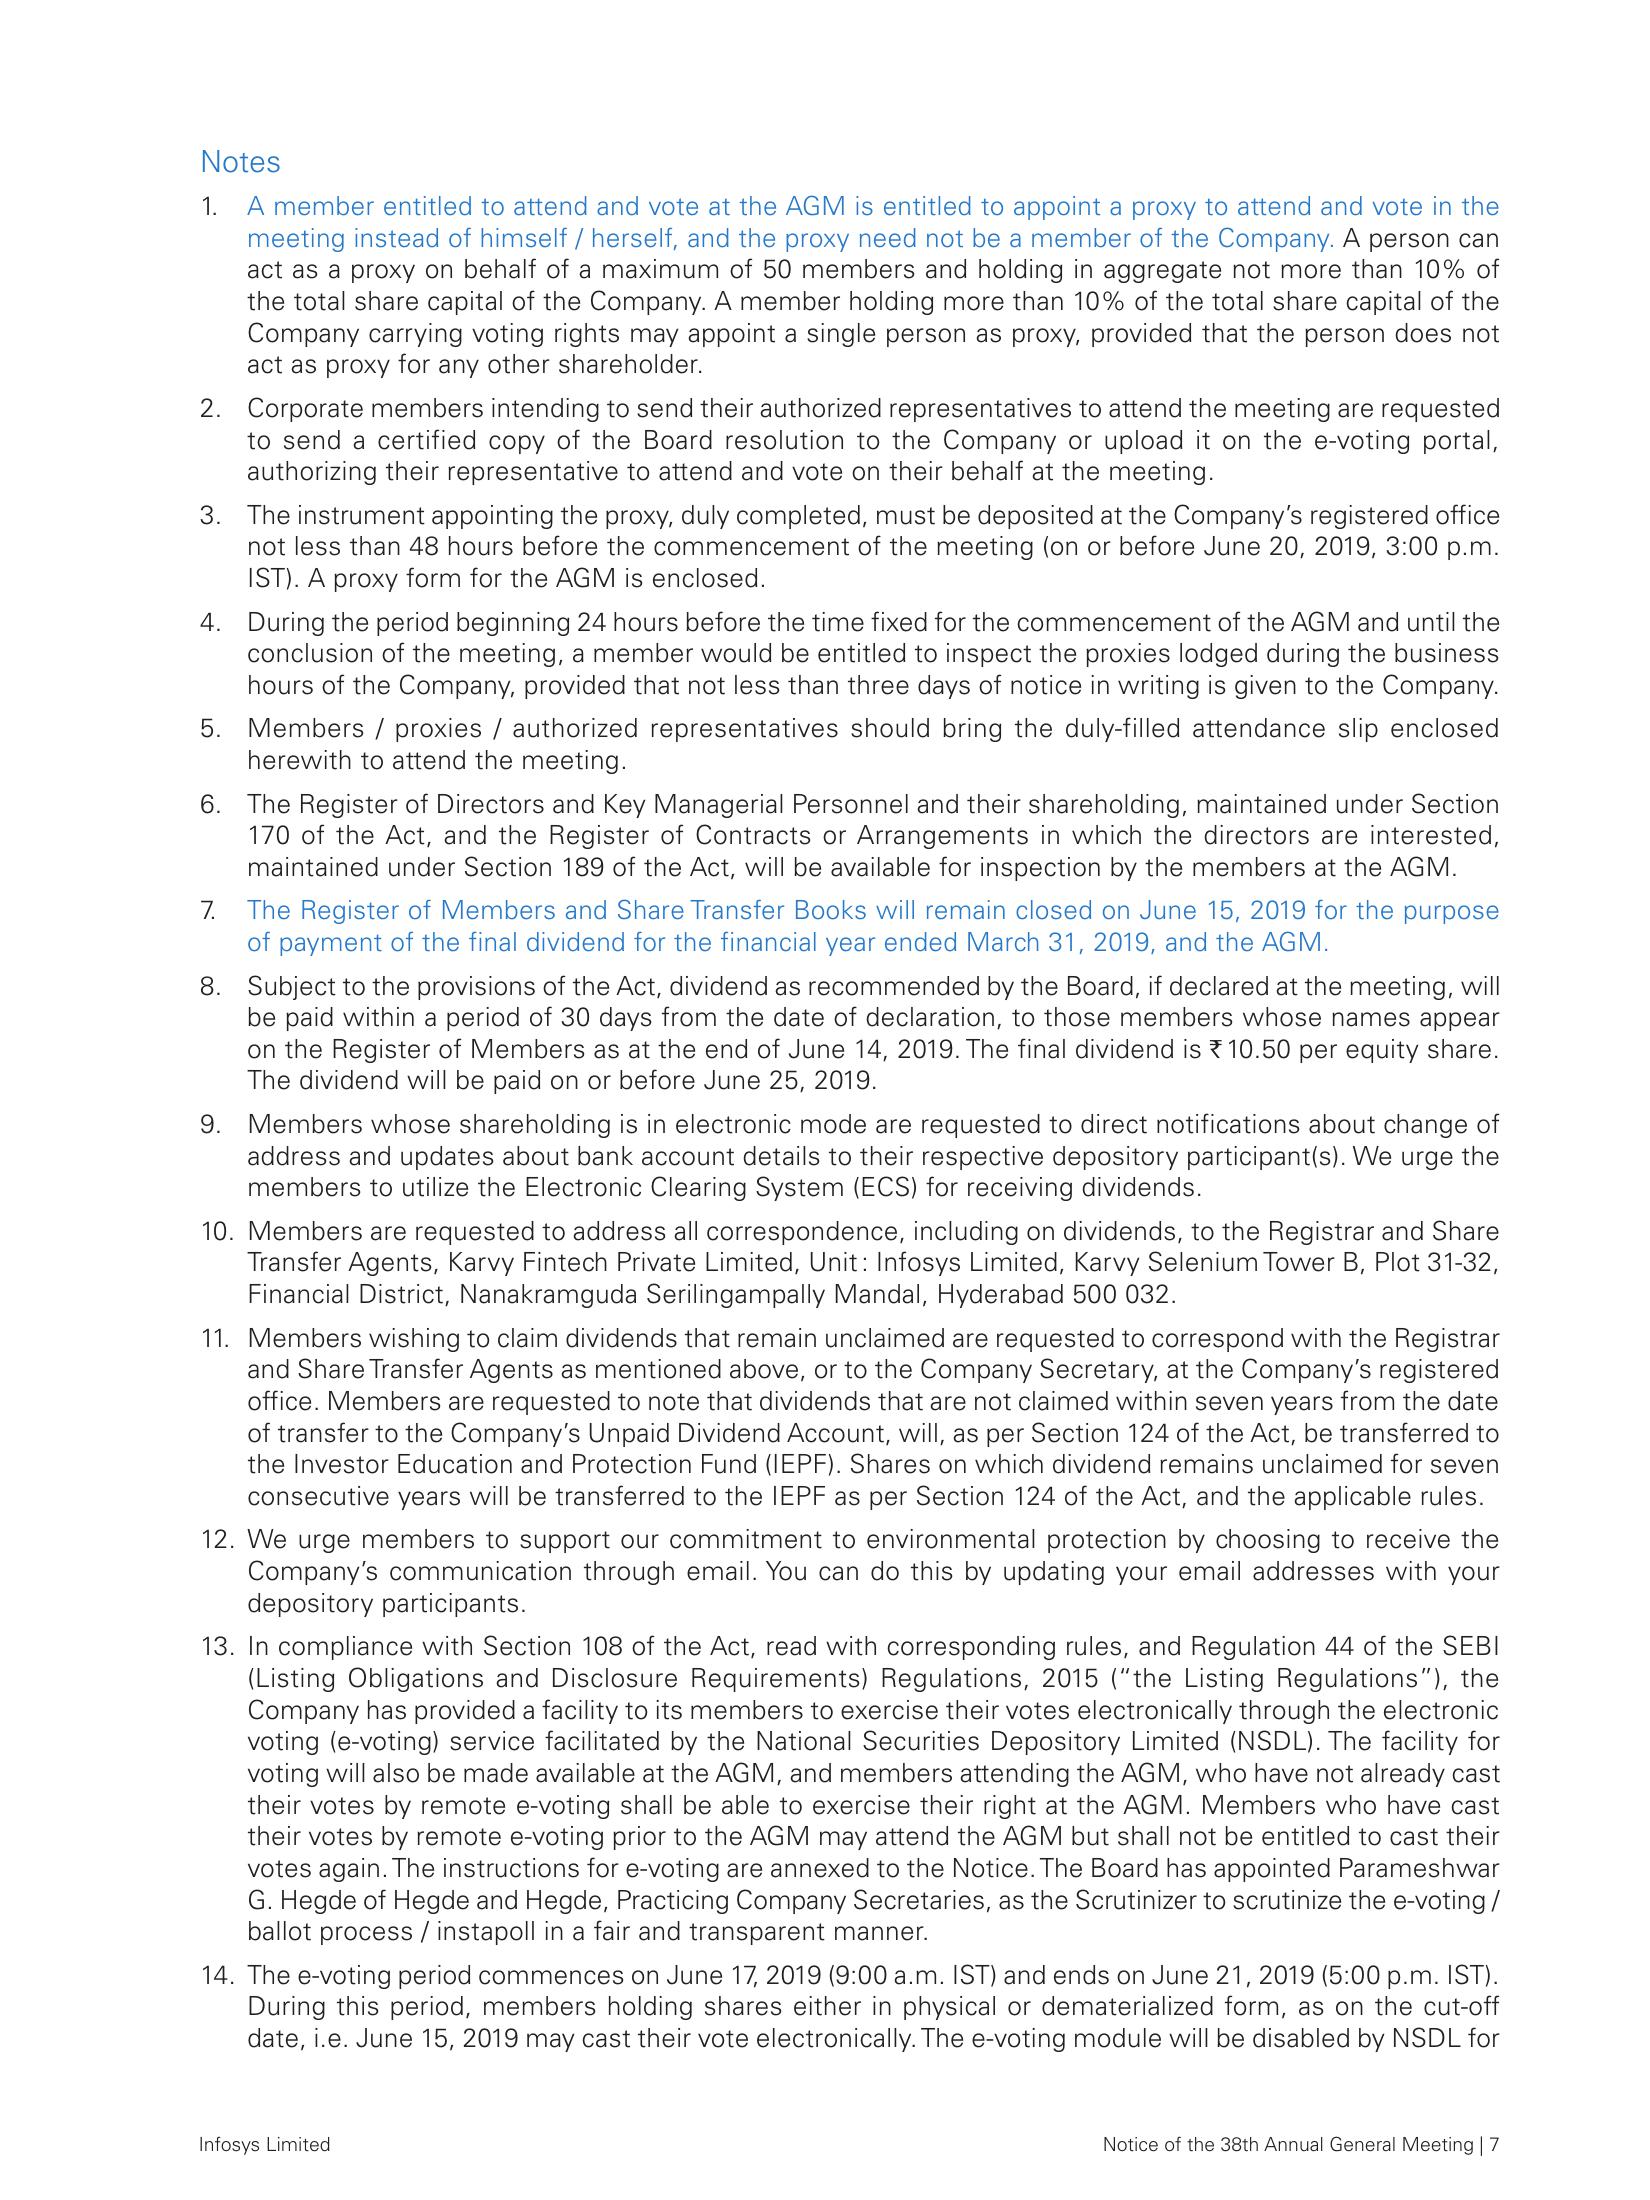 Notes
1. A member entitled to attend and vote at the AGM is entitled to appoint a proxy to attend and vote in the
meeting instead of himself / herself, and the proxy need not be a member of the Company. A person can
act as a proxy on behalf of a maximum of 50 members and holding in aggregate not more than 10% of
the total share capital of the Company. A member holding more than 10% of the total share capital of the
Company carrying voting rights may appoint a single person as proxy, provided that the person does not
act as proxy for any other shareholder.
2. Corporate members intending to send their authorized representatives to attend the meeting are requested
to send a certified copy of the Board resolution to the Company or upload it on the e-voting portal,
authorizing their representative to attend and vote on their behalf at the meeting.
3. The instrument appointing the proxy, duly completed, must be deposited at the Company’s registered office
not less than 48 hours before the commencement of the meeting (on or before June 20, 2019, 3:00 p.m.
IST). A proxy form for the AGM is enclosed.
4. During the period beginning 24 hours before the time fixed for the commencement of the AGM and until the
conclusion of the meeting, a member would be entitled to inspect the proxies lodged during the business
hours of the Company, provided that not less than three days of notice in writing is given to the Company.
5. Members / proxies / authorized representatives should bring the duly-filled attendance slip enclosed
herewith to attend the meeting.
6. The Register of Directors and Key Managerial Personnel and their shareholding, maintained under Section
170 of the Act, and the Register of Contracts or Arrangements in which the directors are interested,
maintained under Section 189 of the Act, will be available for inspection by the members at the AGM.
7. The Register of Members and Share Transfer Books will remain closed on June 15, 2019 for the purpose
of payment of the final dividend for the financial year ended March 31, 2019, and the AGM.
8. Subject to the provisions of the Act, dividend as recommended by the Board, if declared at the meeting, will
be paid within a period of 30 days from the date of declaration, to those members whose names appear
on the Register of Members as at the end of June 14, 2019. The final dividend is ₹ 10.50 per equity share.
The dividend will be paid on or before June 25, 2019.
9. Members whose shareholding is in electronic mode are requested to direct notifications about change of
address and updates about bank account details to their respective depository participant(s). We urge the
members to utilize the Electronic Clearing System (ECS) for receiving dividends.
10. Members are requested to address all correspondence, including on dividends, to the Registrar and Share
Transfer Agents, Karvy Fintech Private Limited, Unit : Infosys Limited, Karvy Selenium Tower B, Plot 31-32,
Financial District, Nanakramguda Serilingampally Mandal, Hyderabad 500 032.
11. Members wishing to claim dividends that remain unclaimed are requested to correspond with the Registrar
and Share Transfer Agents as mentioned above, or to the Company Secretary, at the Company’s registered
office. Members are requested to note that dividends that are not claimed within seven years from the date
of transfer to the Company’s Unpaid Dividend Account, will, as per Section 124 of the Act, be transferred to
the Investor Education and Protection Fund (IEPF). Shares on which dividend remains unclaimed for seven
consecutive years will be transferred to the IEPF as per Section 124 of the Act, and the applicable rules.
12. We urge members to support our commitment to environmental protection by choosing to receive the
Company’s communication through email. You can do this by updating your email addresses with your
depository participants.
13. In compliance with Section 108 of the Act, read with corresponding rules, and Regulation 44 of the SEBI
(Listing Obligations and Disclosure Requirements) Regulations, 2015 (“the Listing Regulations”), the
Company has provided a facility to its members to exercise their votes electronically through the electronic
voting (e-voting) service facilitated by the National Securities Depository Limited (NSDL). The facility for
voting will also be made available at the AGM, and members attending the AGM, who have not already cast
their votes by remote e-voting shall be able to exercise their right at the AGM. Members who have cast
their votes by remote e-voting prior to the AGM may attend the AGM but shall not be entitled to cast their
votes again. The instructions for e-voting are annexed to the Notice. The Board has appointed Parameshwar
G. Hegde of Hegde and Hegde, Practicing Company Secretaries, as the Scrutinizer to scrutinize the e-voting /
ballot process / instapoll in a fair and transparent manner.
14. The e-voting period commences on June 17, 2019 (9:00 a.m. IST) and ends on June 21, 2019 (5:00 p.m. IST).
During this period, members holding shares either in physical or dematerialized form, as on the cut-off
date, i.e. June 15, 2019 may cast their vote electronically. The e-voting module will be disabled by NSDL for
Infosys Limited
Notice of the 38th Annual General Meeting | 7